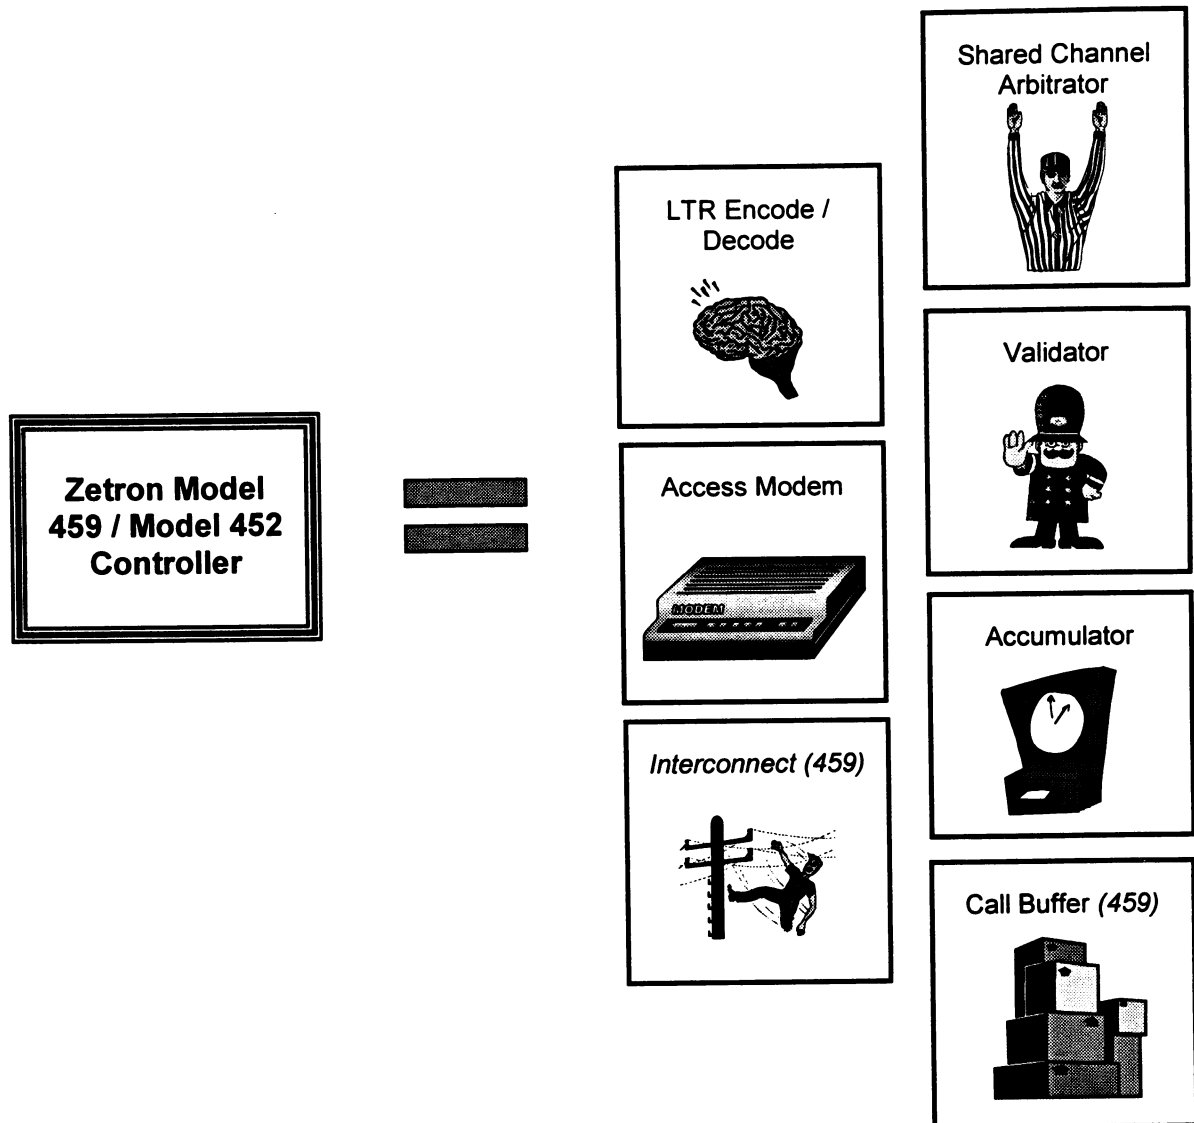 Zetron Model
459 / Model 452
Controller
LTR Encode /
Decode
Access Modem
MODEM
Interconnect (459)
Shared Channel
Arbitrator
Validator
Accumulator
Call Buffer (459)